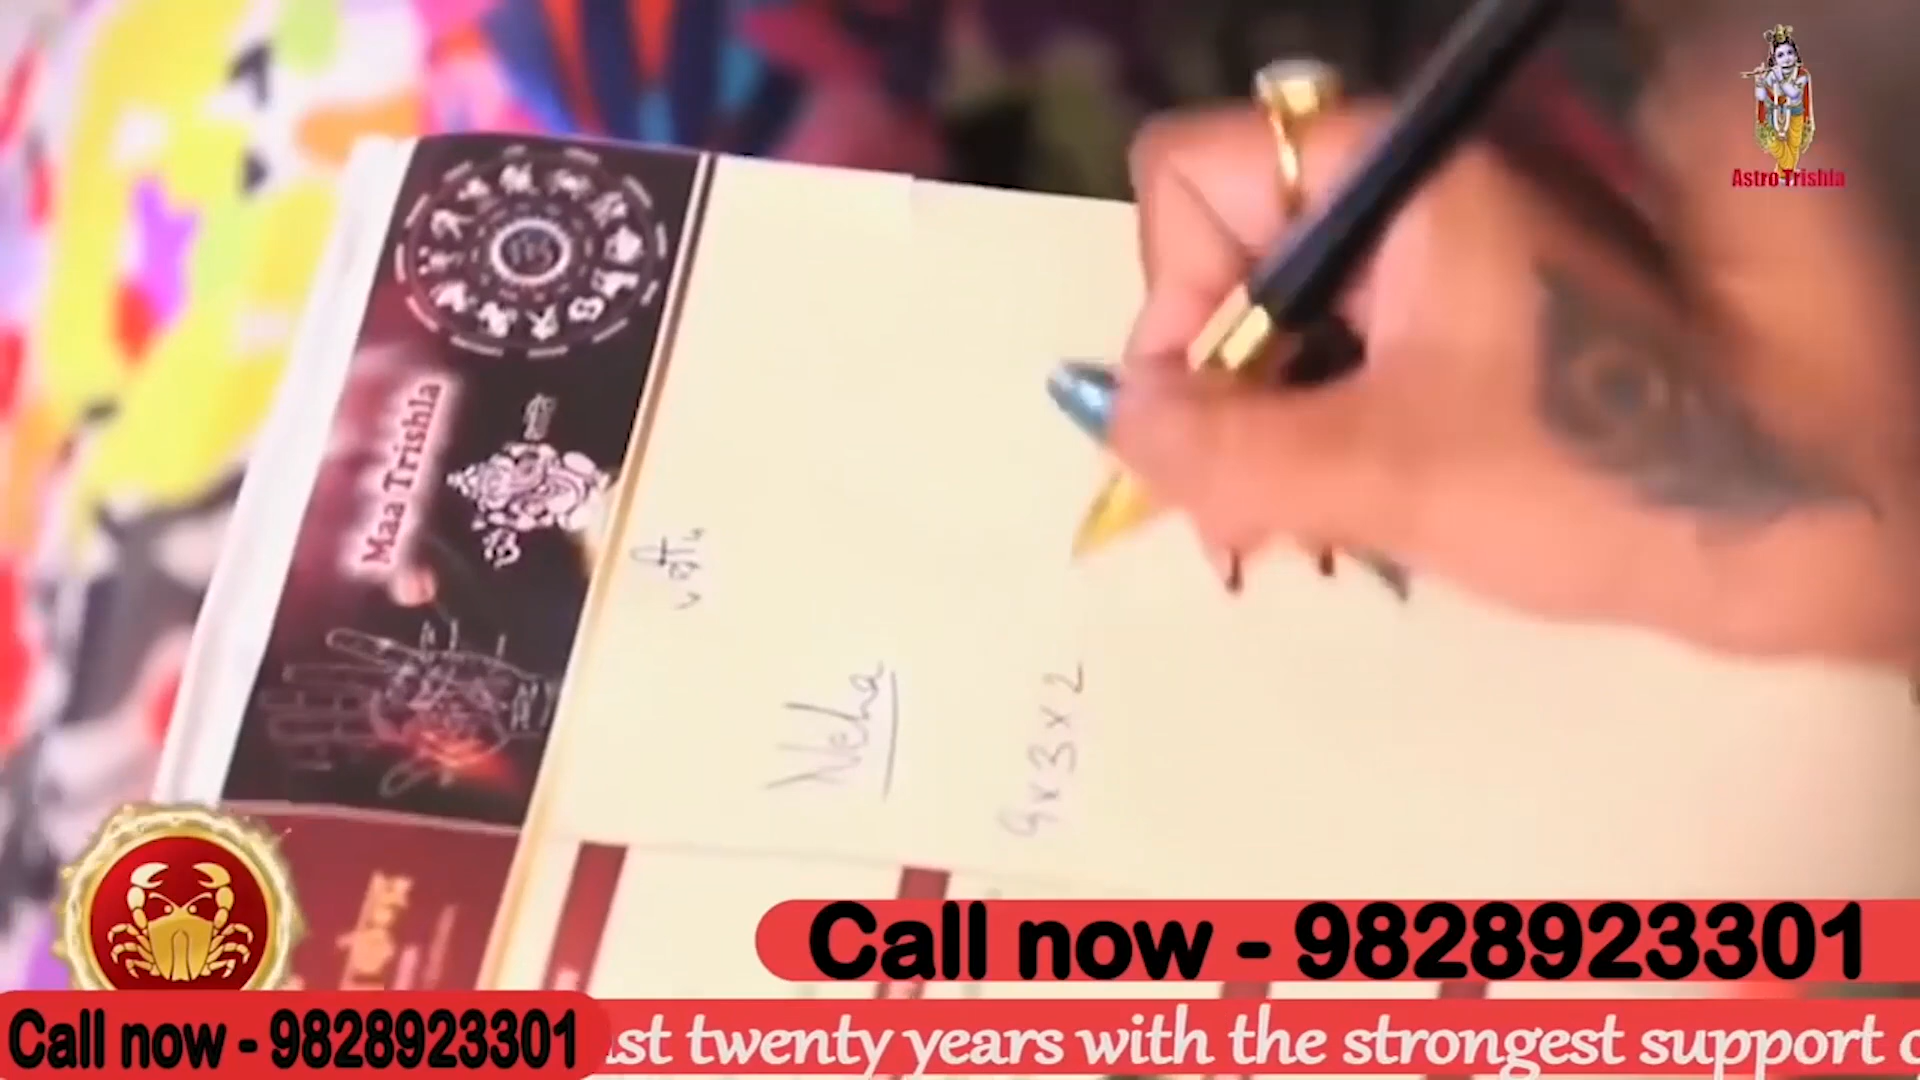 Astro Trishla
Maa Trishla
Neha
9x3x2
Call now - 9828923301
Call now - 9828923301
st twenty years with the strongest support